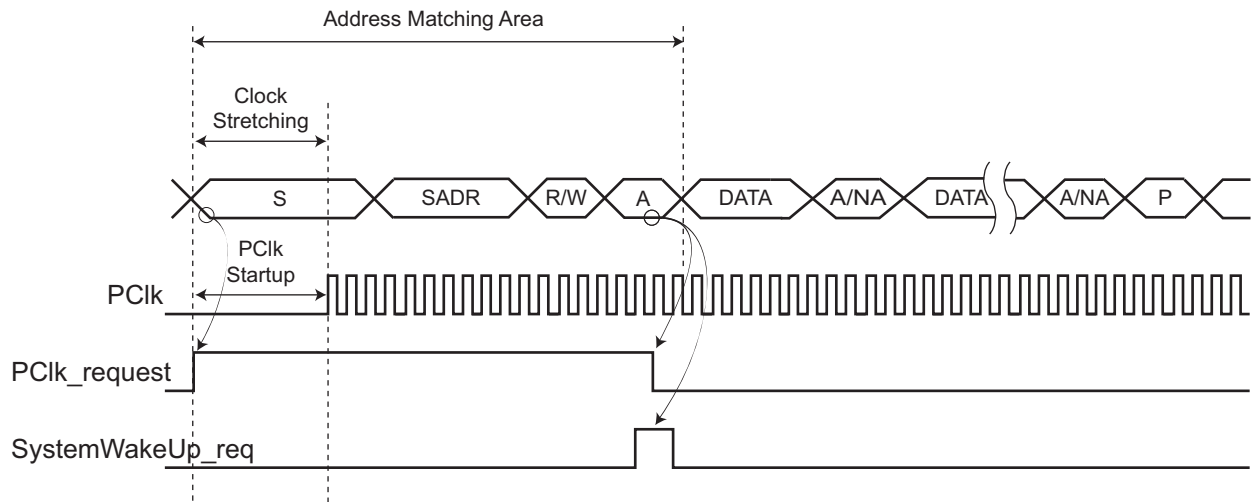 Address Matching Area
Clock
Stretching
S SADR R/W A DATA A/NA DATA A/NA P
PClk
Startup
PClk
PClk_request
SystemWakeUp_req